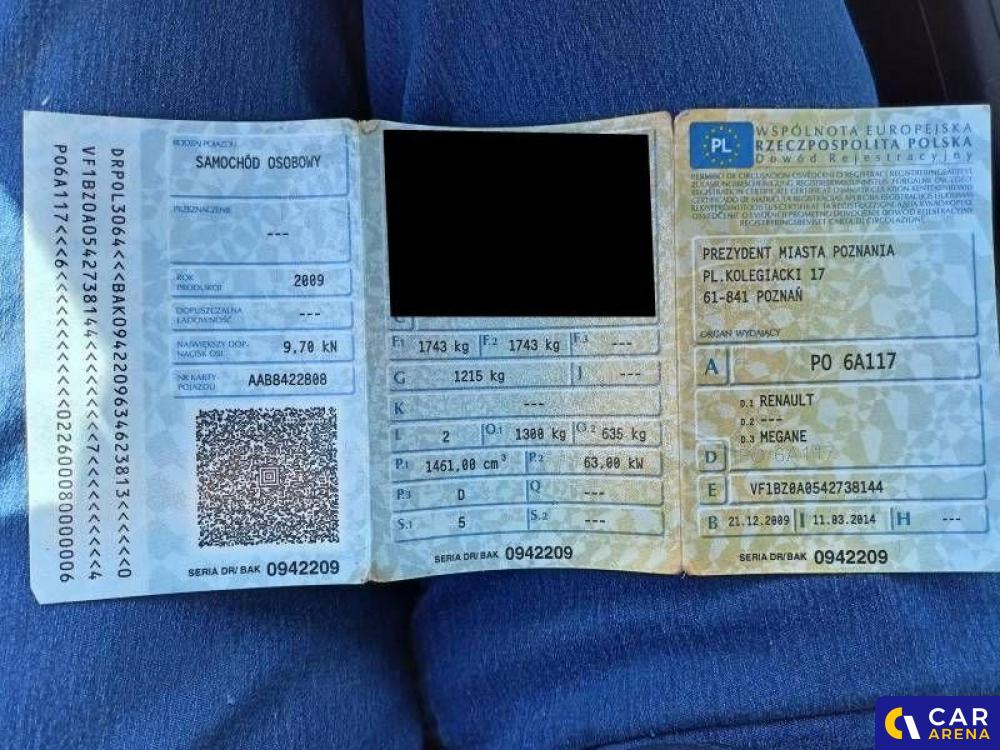 DRPOL3064<<<BAK0942209634623813<<<<<<0
VF1BZ0A0542738144<<<<<<<<<7<<<<<<<<<<4
P06A117<<<6<<<<<<<<<<<<
RODZAJ POJAZDU
SAMOCHÓD OSOBOWY
PRZEZNACZENIE
---
ROK PRODUKCJI 2009
DOPUSZCZALNA ŁADOWNOŚĆ ---
NAJWIĘKSZY DOP. NACISK OSI 9,70 kN
NR KARTY POJAZDU AAB8422808
SERIA DR/BAK 0942209
F.1 1743 kg F.2 1743 kg F.3 ---
G 1215 kg J ---
K ---
L 2 O.1 1300 kg O.2 635 kg
P.1 1461,00 cm³ P.2 63,00 kW
P.3 D Q ---
S.1 5 S.2 ---
SERIA DR/BAK 0942209
PL
WSPÓLNOTA EUROPEJSKA
RZECZPOSPOLITA POLSKA
Dowód Rejestracyjny
PREZYDENT MIASTA POZNANIA
PL.KOLEGIACKI 17
61-841 POZNAŃ
ORGAN WYDAJĄCY
A PO 6A117
D.1 RENAULT
D.2 ---
D.3 MEGANE
D PO 6A117
E VF1BZ0A0542738144
B 21.12.2009 I 11.03.2014 H ---
SERIA DR/BAK 0942209
CAR
ARENA